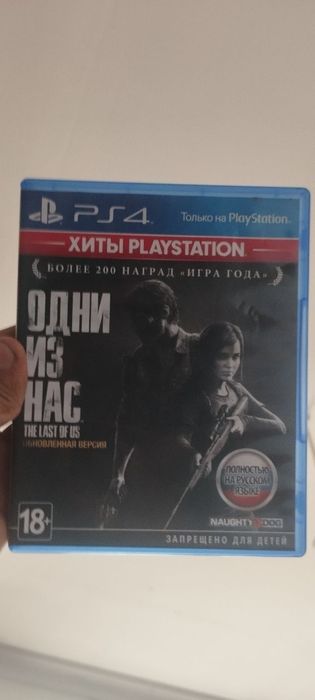 PS4
Только на PlayStation
ХИТЫ PLAYSTATION
БОЛЕЕ 200 НАГРАД «ИГРА ГОДА»
ОДНИ
ИЗ
НАС
THE LAST OF US
ОБНОВЛЕННАЯ ВЕРСИЯ
ПОЛНОСТЬЮ
НА РУССКОМ
ЯЗЫКЕ
18+
NAUGHTY DOG
ЗАПРЕЩЕНО ДЛЯ ДЕТЕЙ